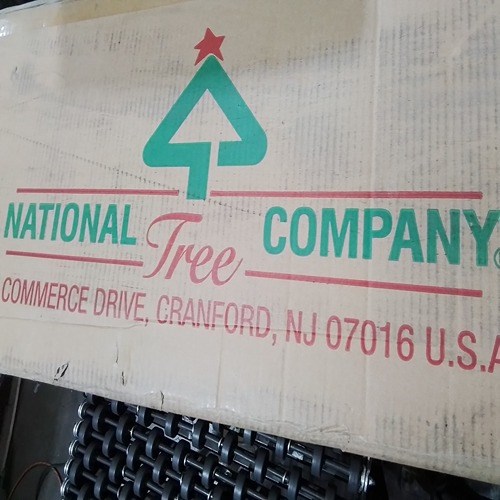 NATIONAL Tree COMPANY®
COMMERCE DRIVE, CRANFORD, NJ 07016 U.S.A